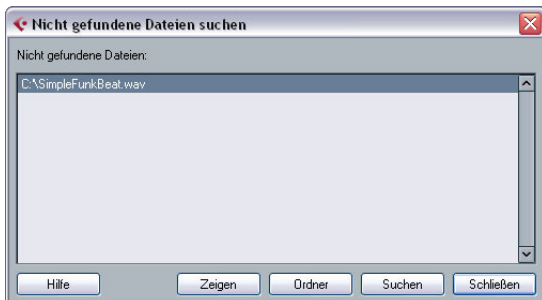 Nicht gefundene Dateien suchen
Nicht gefundene Dateien:
C:\SimpleFunkBeat.wav
Hilfe Zeigen Ordner Suchen Schließen